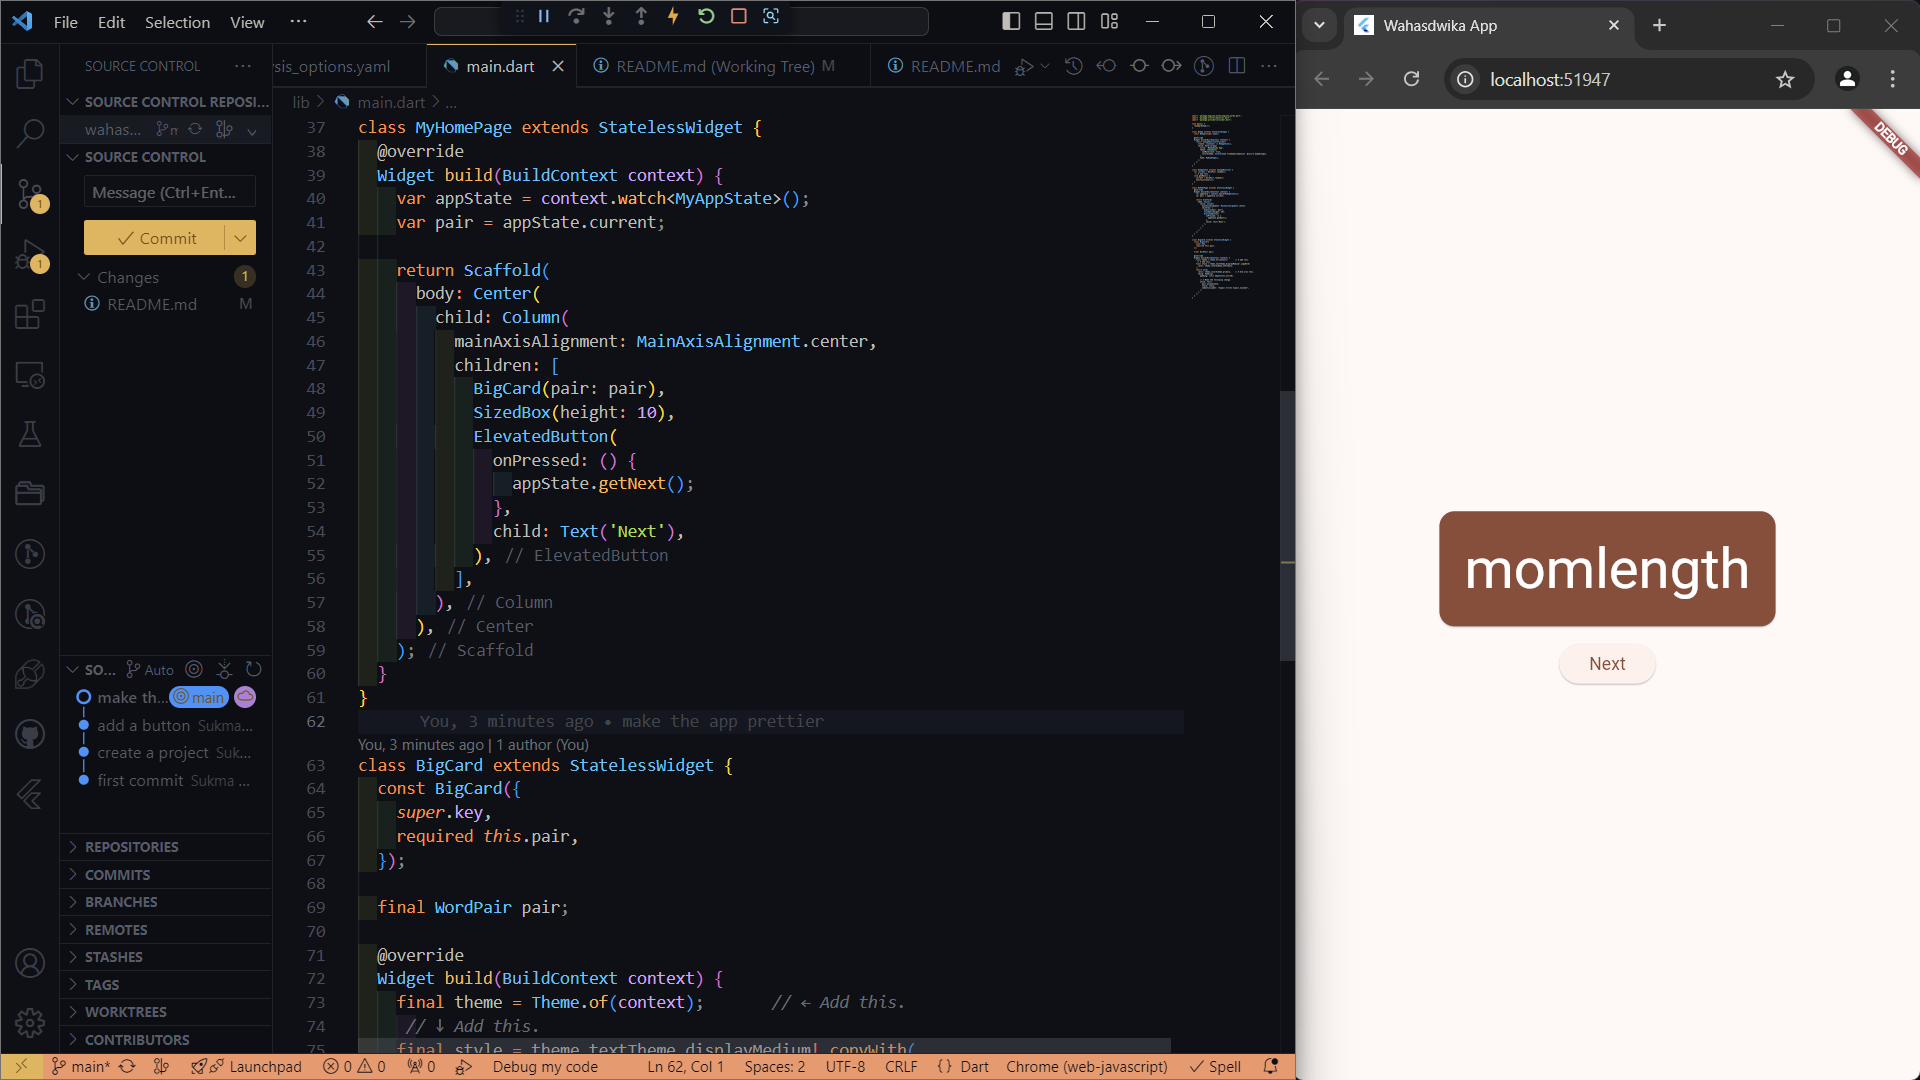 File Edit Selection View ···
SOURCE CONTROL ···
SOURCE CONTROL REPOSI...
wahas...
SOURCE CONTROL
Message (Ctrl+Ent...
Commit
Changes 1
README.md M
SO... Auto
make th... main
add a button Sukma...
create a project Suk...
first commit Sukma ...
REPOSITORIES
COMMITS
BRANCHES
REMOTES
STASHES
TAGS
WORKTREES
CONTRIBUTORS
1
1
sis_options.yaml main.dart README.md (Working Tree) M README.md
lib > main.dart > ...
37 class MyHomePage extends StatelessWidget {
38 @override
39 Widget build(BuildContext context) {
40 var appState = context.watch<MyAppState>();
41 var pair = appState.current;
42
43 return Scaffold(
44 body: Center(
45 child: Column(
46 mainAxisAlignment: MainAxisAlignment.center,
47 children: [
48 BigCard(pair: pair),
49 SizedBox(height: 10),
50 ElevatedButton(
51 onPressed: () {
52 appState.getNext();
53 },
54 child: Text('Next'),
55 ), // ElevatedButton
56 ],
57 ), // Column
58 ), // Center
59 ); // Scaffold
60 }
61 }
62 You, 3 minutes ago • make the app prettier
You, 3 minutes ago | 1 author (You)
63 class BigCard extends StatelessWidget {
64 const BigCard({
65 super.key,
66 required this.pair,
67 });
68
69 final WordPair pair;
70
71 @override
72 Widget build(BuildContext context) {
73 final theme = Theme.of(context); // ← Add this.
74 // ↓ Add this.
75 final style = theme.textTheme.displayMedium!.copyWith(
main* Launchpad 0 0 0 Debug my code Ln 62, Col 1 Spaces: 2 UTF-8 CRLF {} Dart Chrome (web-javascript) Spell
Wahasdwika App
localhost:51947
DEBUG
momlength
Next